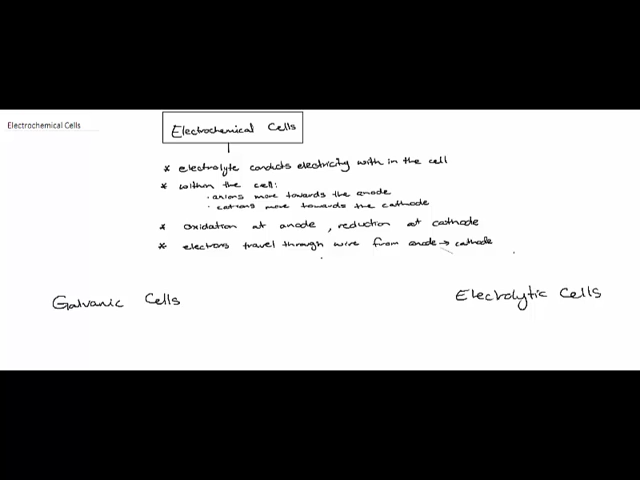 Electrochemical Cells
Electrochemical Cells
* electrolyte conducts electricity with in the cell
* within the cell:
· anions move towards the anode
· cations move towards the cathode
* oxidation at anode, reduction at cathode
* electrons travel through wire from anode → cathode
Galvanic Cells
Electrolytic Cells